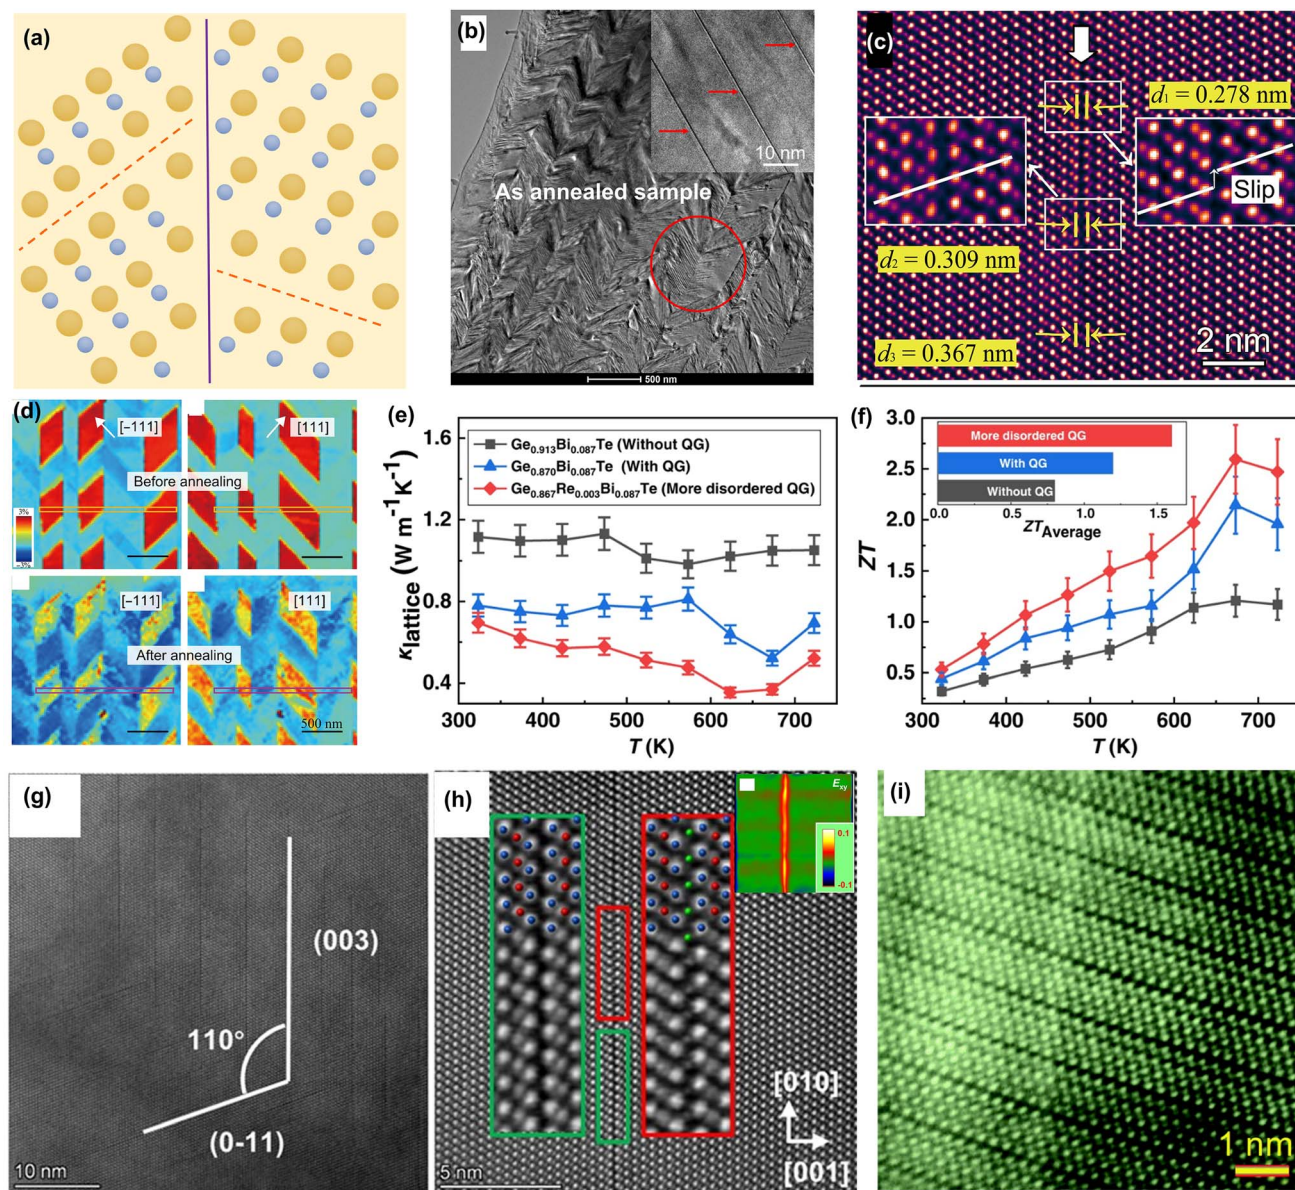 (a)
(b)
10 nm
As annealed sample
500 nm
(c)
d₁ = 0.278 nm
Slip
d₂ = 0.309 nm
d₃ = 0.367 nm
2 nm
(d)
[−111]
[111]
Before annealing
3%
−3%
[−111]
[111]
After annealing
500 nm
(e)
κlattice (W m⁻¹K⁻¹)
1.6
1.2
0.8
0.4
Ge₀.₉₁₃Bi₀.₀₈₇Te (Without QG)
Ge₀.₈₇₀Bi₀.₀₈₇Te (With QG)
Ge₀.₈₆₇Re₀.₀₀₃Bi₀.₀₈₇Te (More disordered QG)
300 400 500 600 700
T (K)
(f)
ZT
3.0
2.5
2.0
1.5
1.0
0.5
More disordered QG
With QG
Without QG
0.0 0.4 0.8 1.2 1.6
ZTAverage
300 400 500 600 700
T (K)
(g)
(003)
110°
(0-11)
10 nm
(h)
Exy
0.1
-0.1
[010]
[001]
5 nm
(i)
1 nm